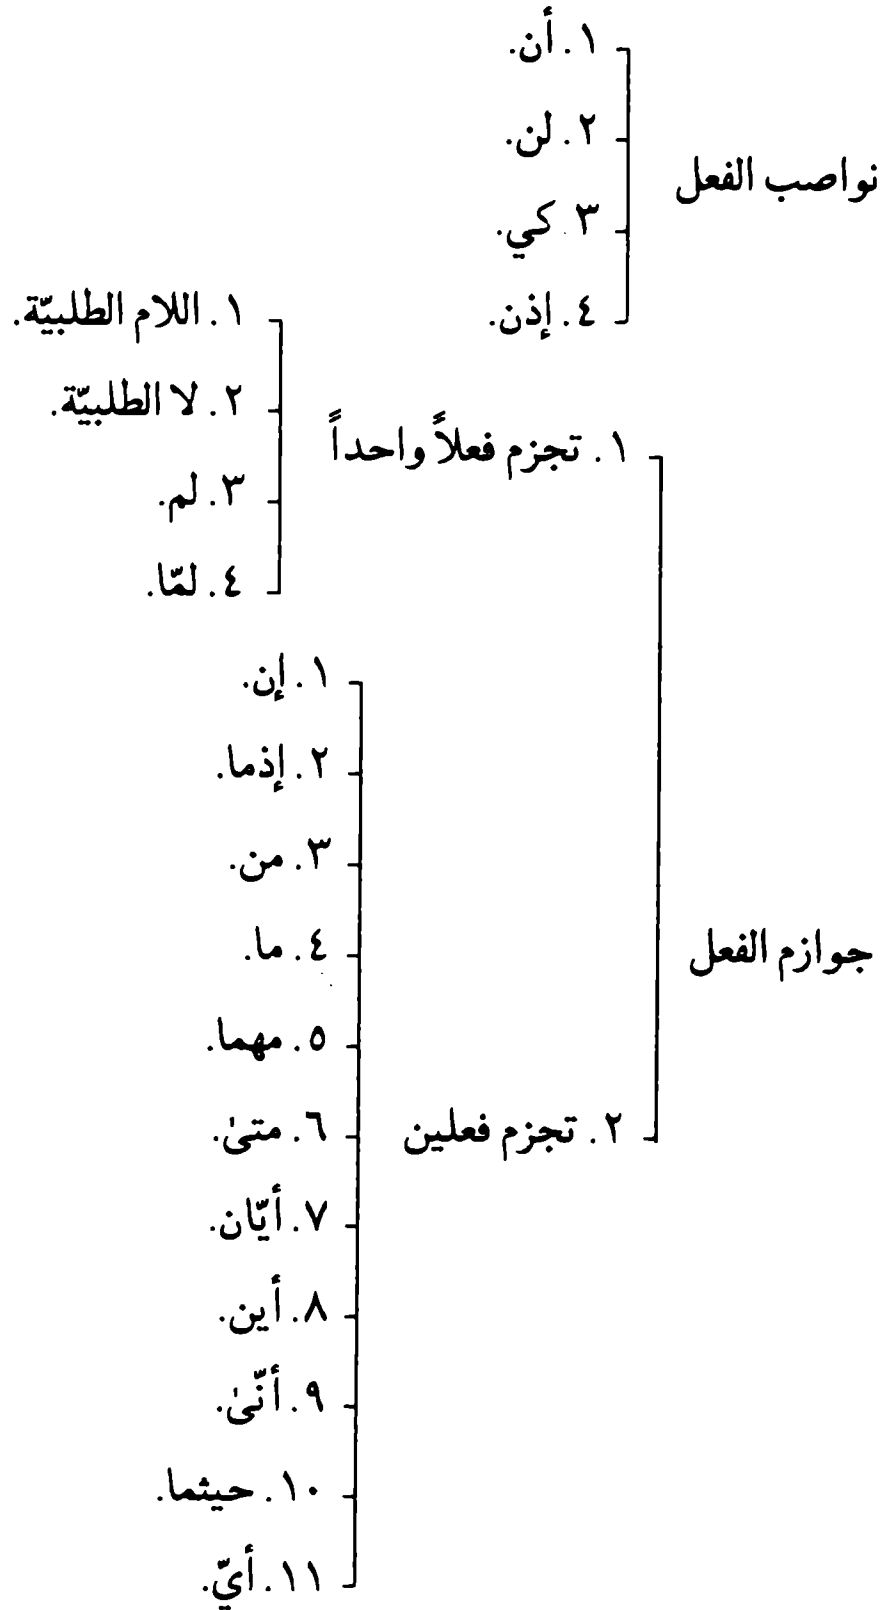 نواصب الفعل
١. أن.
٢. لن.
٣. كي.
٤. إذن.
جوازم الفعل
١. تجزم فعلاً واحداً
١. اللام الطلبيّة.
٢. لا الطلبيّة.
٣. لم.
٤. لمّا.
٢. تجزم فعلين
١. إن.
٢. إذما.
٣. من.
٤. ما.
٥. مهما.
٦. متىٰ.
٧. أيّان.
٨. أين.
٩. أنّىٰ.
١٠. حيثما.
١١. أيّ.